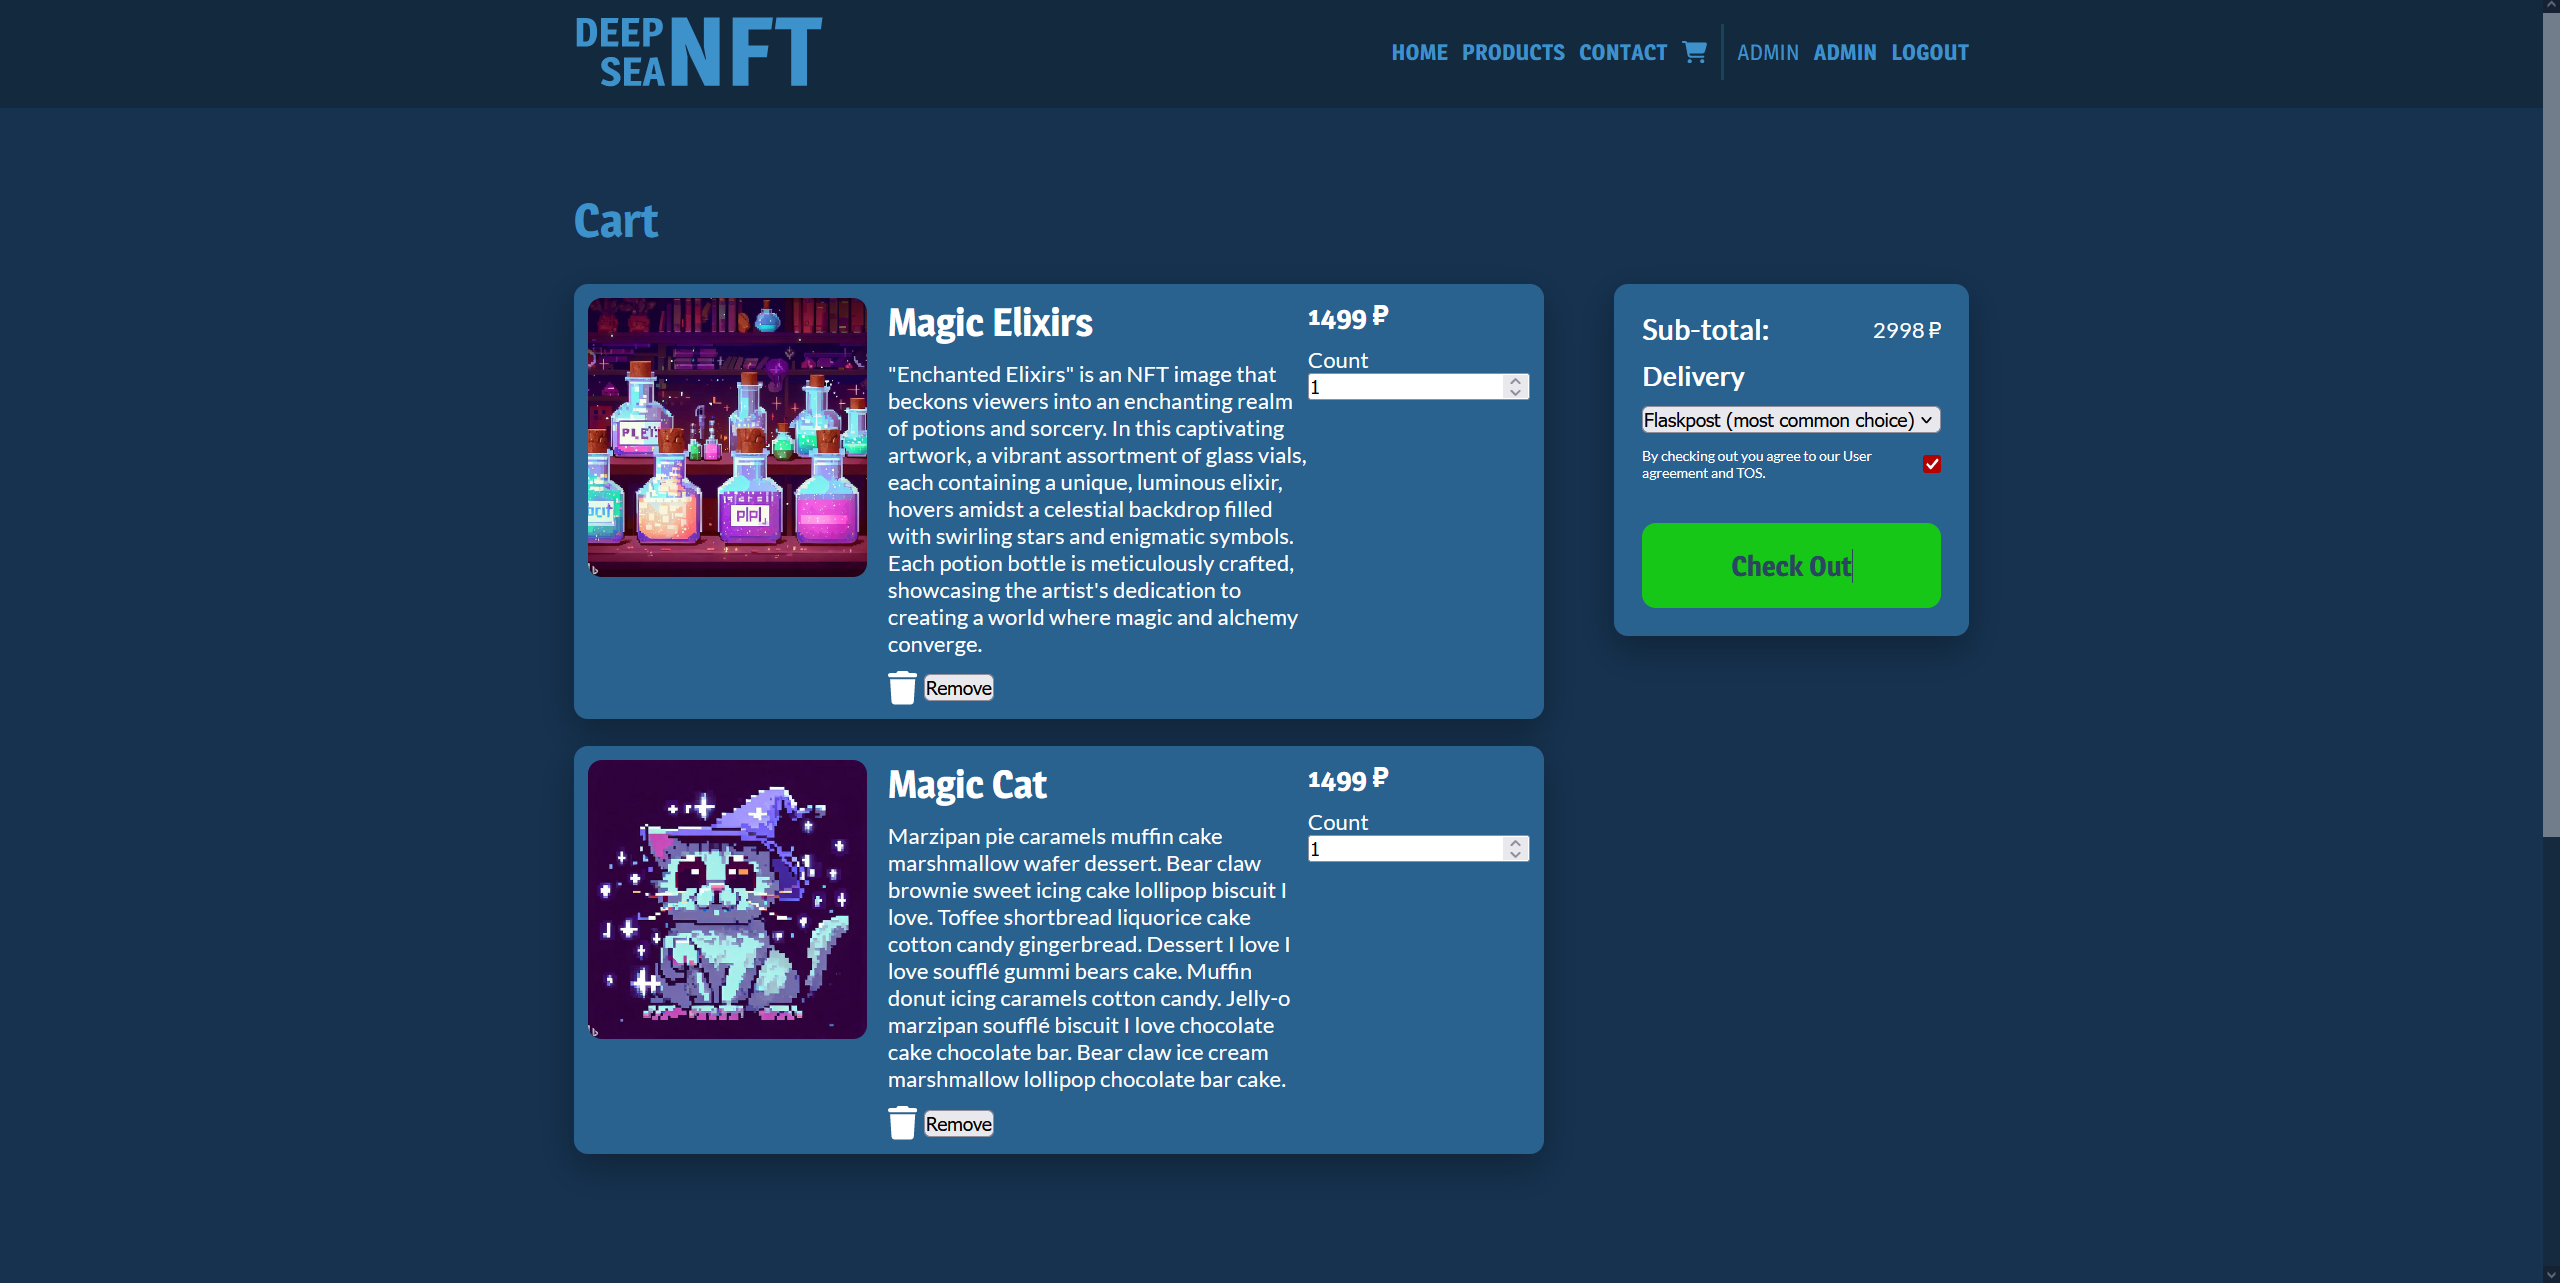 DEEP
SEA NFT
HOME PRODUCTS CONTACT ADMIN ADMIN LOGOUT
Cart
Magic Elixirs
"Enchanted Elixirs" is an NFT image that
beckons viewers into an enchanting realm
of potions and sorcery. In this captivating
artwork, a vibrant assortment of glass vials,
each containing a unique, luminous elixir,
hovers amidst a celestial backdrop filled
with swirling stars and enigmatic symbols.
Each potion bottle is meticulously crafted,
showcasing the artist's dedication to
creating a world where magic and alchemy
converge.
Remove
1499 ₽
Count
1
Magic Cat
Marzipan pie caramels muffin cake
marshmallow wafer dessert. Bear claw
brownie sweet icing cake lollipop biscuit I
love. Toffee shortbread liquorice cake
cotton candy gingerbread. Dessert I love I
love soufflé gummi bears cake. Muffin
donut icing caramels cotton candy. Jelly-o
marzipan soufflé biscuit I love chocolate
cake chocolate bar. Bear claw ice cream
marshmallow lollipop chocolate bar cake.
Remove
1499 ₽
Count
1
Sub-total: 2998 ₽
Delivery
Flaskpost (most common choice)
By checking out you agree to our User
agreement and TOS.
Check Out